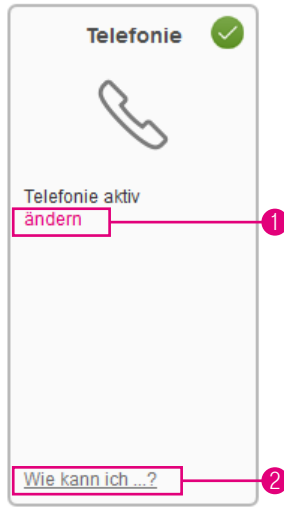 Telefonie
Telefonie aktiv
ändern
1
Wie kann ich ...?
2